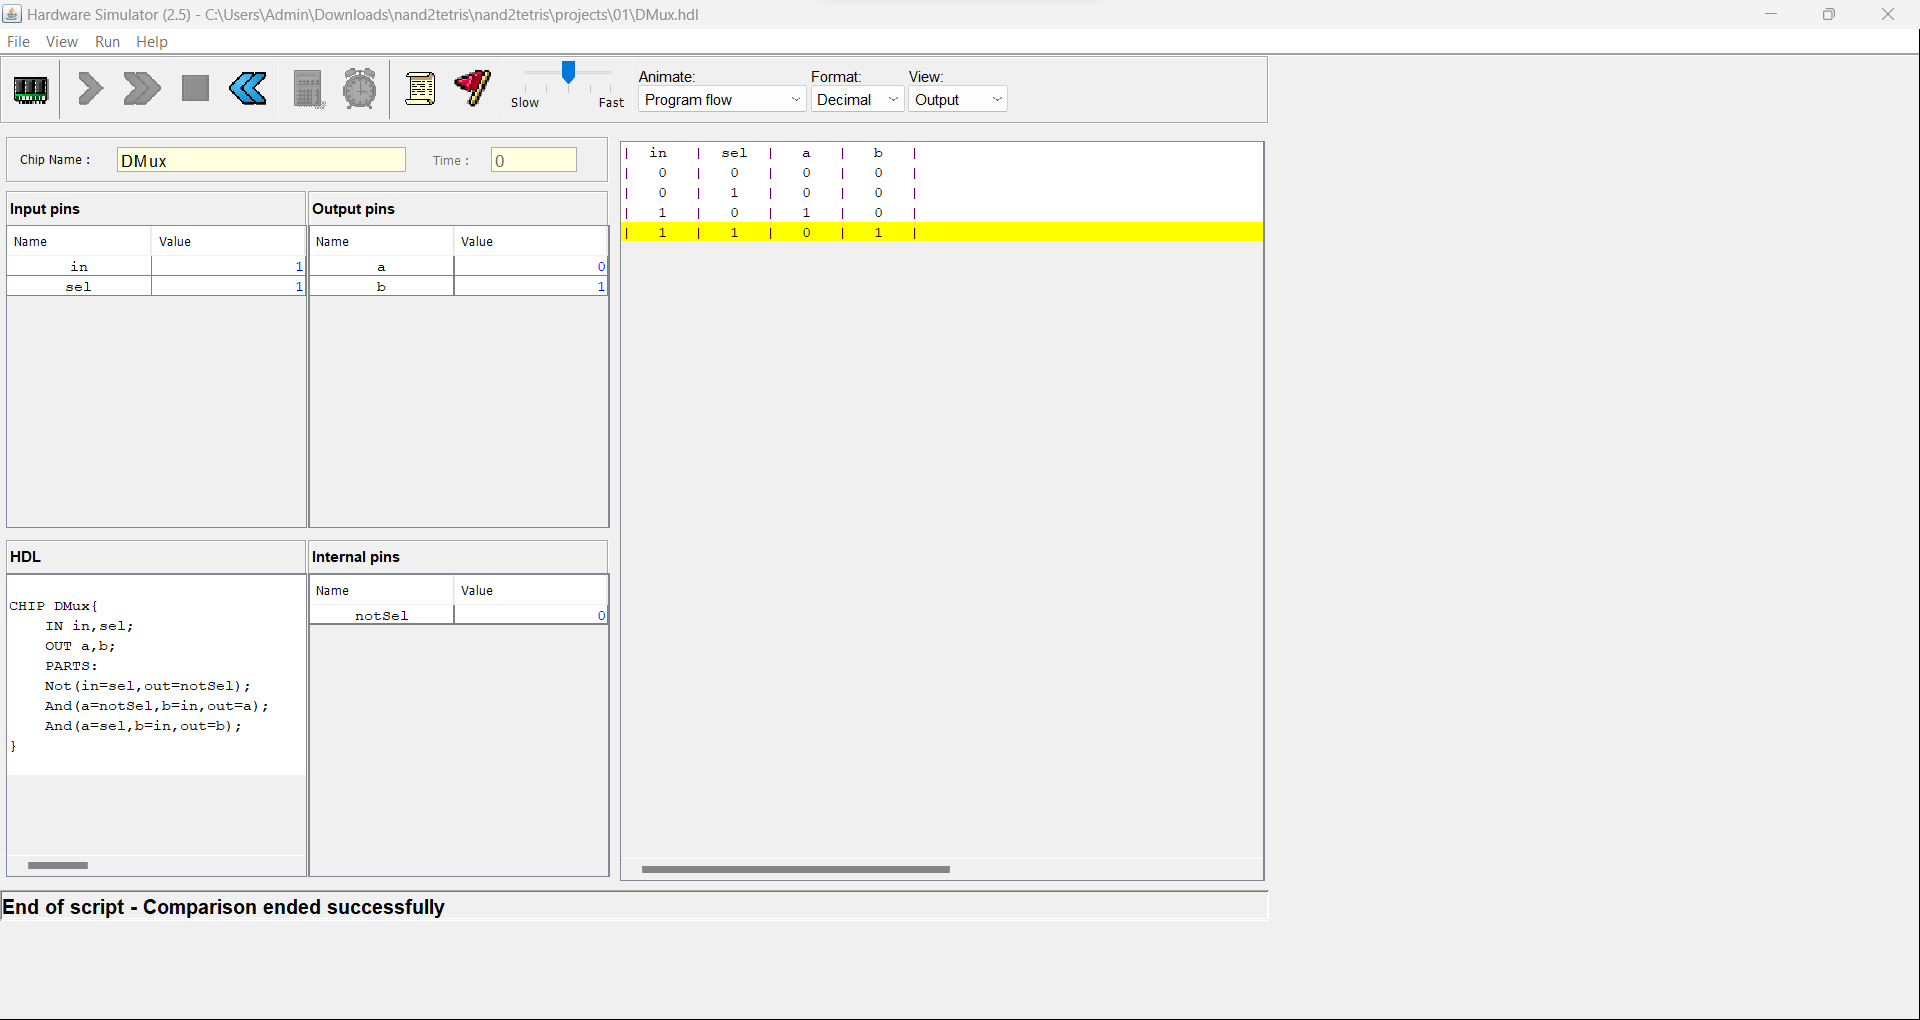 Hardware Simulator (2.5) - C:\Users\Admin\Downloads\nand2tetris\nand2tetris\projects\01\DMux.hdl
File View Run Help
Slow Fast
Animate: Format: View:
Program flow Decimal Output
Chip Name : DMux Time : 0
Input pins
Name Value
in 1
sel 1
Output pins
Name Value
a 0
b 1
HDL
CHIP DMux{
IN in,sel;
OUT a,b;
PARTS:
Not(in=sel,out=notSel);
And(a=notSel,b=in,out=a);
And(a=sel,b=in,out=b);
}
Internal pins
Name Value
notSel 0
| in | sel | a | b |
| 0 | 0 | 0 | 0 |
| 0 | 1 | 0 | 0 |
| 1 | 0 | 1 | 0 |
| 1 | 1 | 0 | 1 |
End of script - Comparison ended successfully